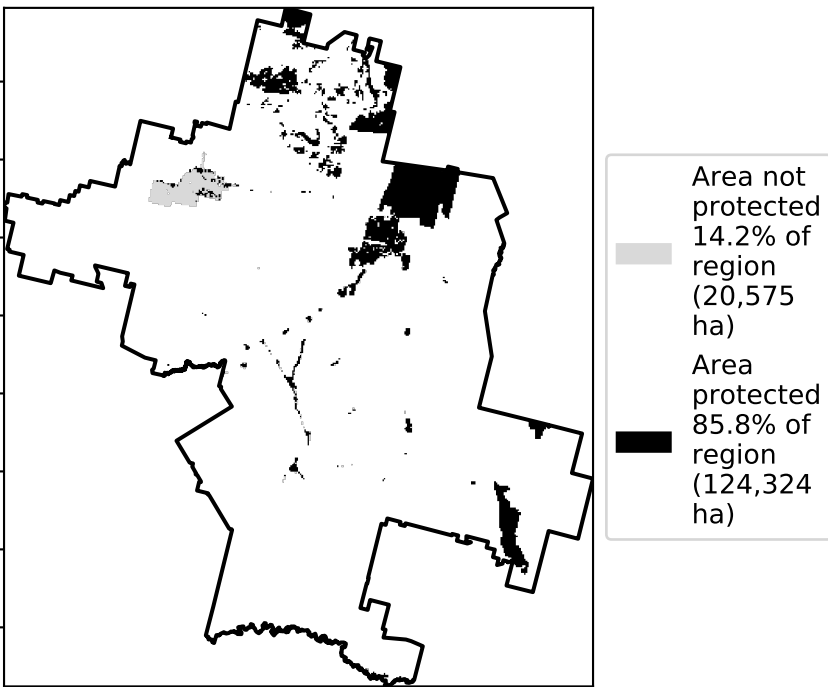 Area not
protected
14.2% of
region
(20,575
ha)
Area
protected
85.8% of
region
(124,324
ha)